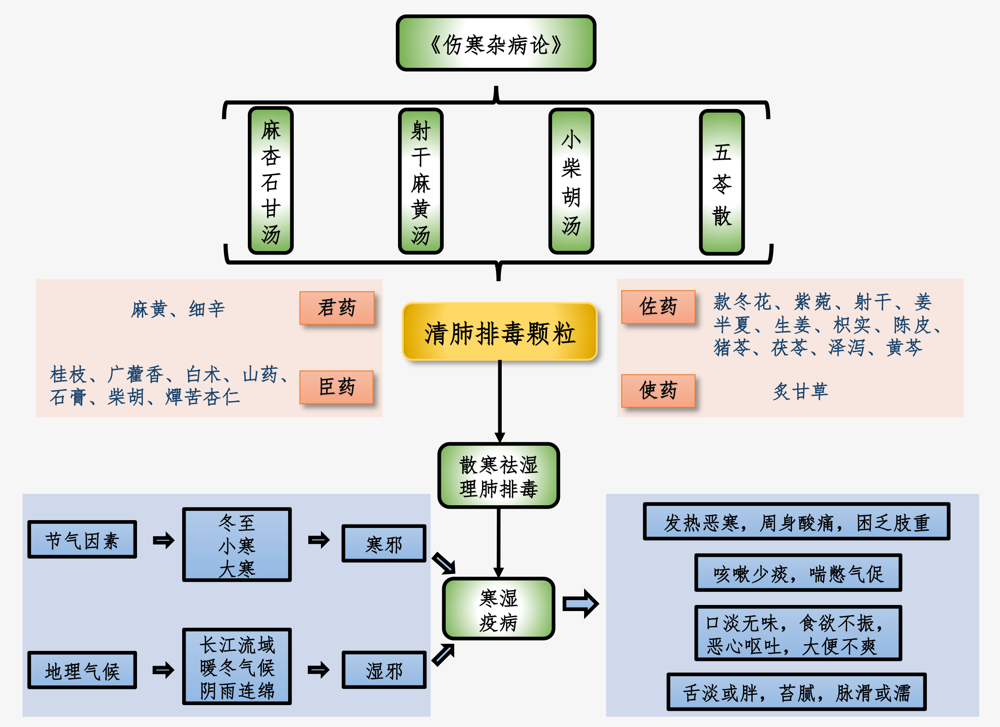 《伤寒杂病论》
麻杏石甘汤
射干麻黄汤
小柴胡汤
五苓散
麻黄、细辛
君药
桂枝、广藿香、白术、山药、
石膏、柴胡、燀苦杏仁
臣药
清肺排毒颗粒
佐药
款冬花、紫菀、射干、姜
半夏、生姜、枳实、陈皮、
猪苓、茯苓、泽泻、黄芩
使药
炙甘草
散寒祛湿
理肺排毒
节气因素
冬至
小寒
大寒
寒邪
地理气候
长江流域
暖冬气候
阴雨连绵
湿邪
寒湿
疫病
发热恶寒，周身酸痛，困乏肢重
咳嗽少痰，喘憋气促
口淡无味，食欲不振，
恶心呕吐，大便不爽
舌淡或胖，苔腻，脉滑或濡